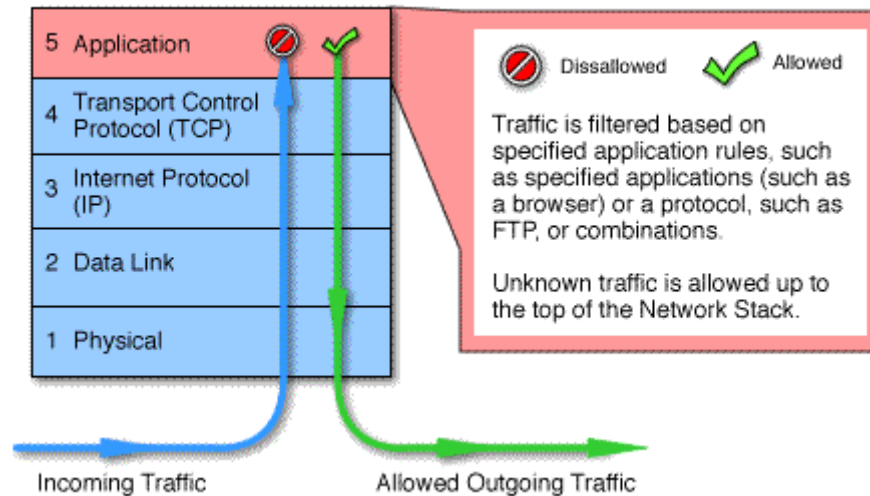 5 Application
4 Transport Control
Protocol (TCP)
3 Internet Protocol
(IP)
2 Data Link
1 Physical
Incoming Traffic
Allowed Outgoing Traffic
Dissallowed
Allowed
Traffic is filtered based on
specified application rules, such
as specified applications (such as
a browser) or a protocol, such as
FTP, or combinations.
Unknown traffic is allowed up to
the top of the Network Stack.